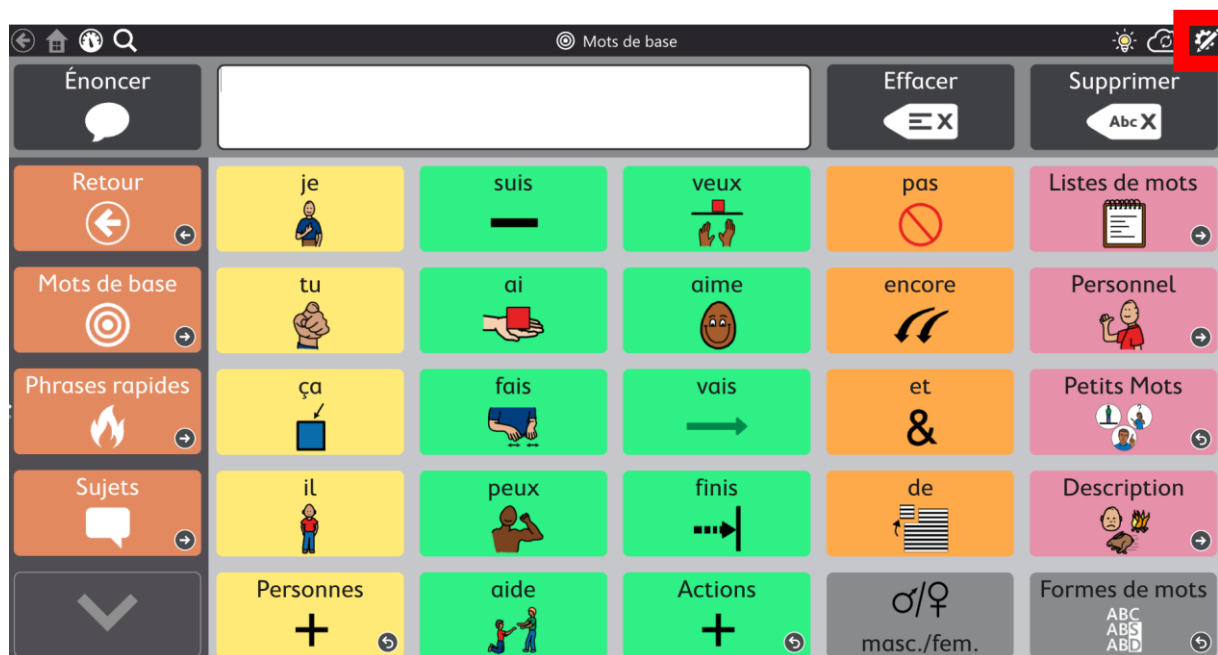 Mots de base
Énoncer
Effacer
Supprimer
Abc X
Retour
je
suis
veux
pas
Listes de mots
Mots de base
tu
ai
aime
encore
Personnel
Phrases rapides
ça
fais
vais
et
&
Petits Mots
Sujets
il
peux
finis
de
Description
Personnes
aide
Actions
♂/♀
masc./fem.
Formes de mots
ABC
ABS
ABD